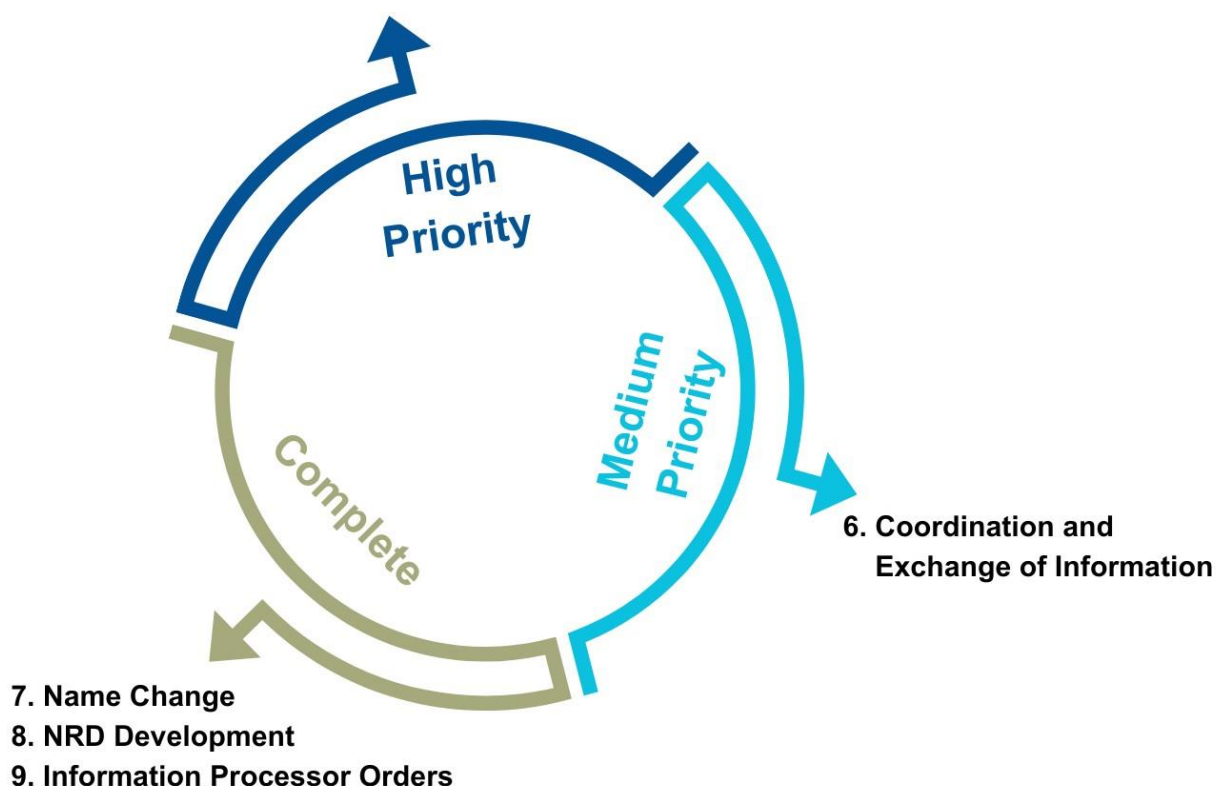 High
Priority
Medium
Priority
6. Coordination and
Exchange of Information
Complete
7. Name Change
8. NRD Development
9. Information Processor Orders